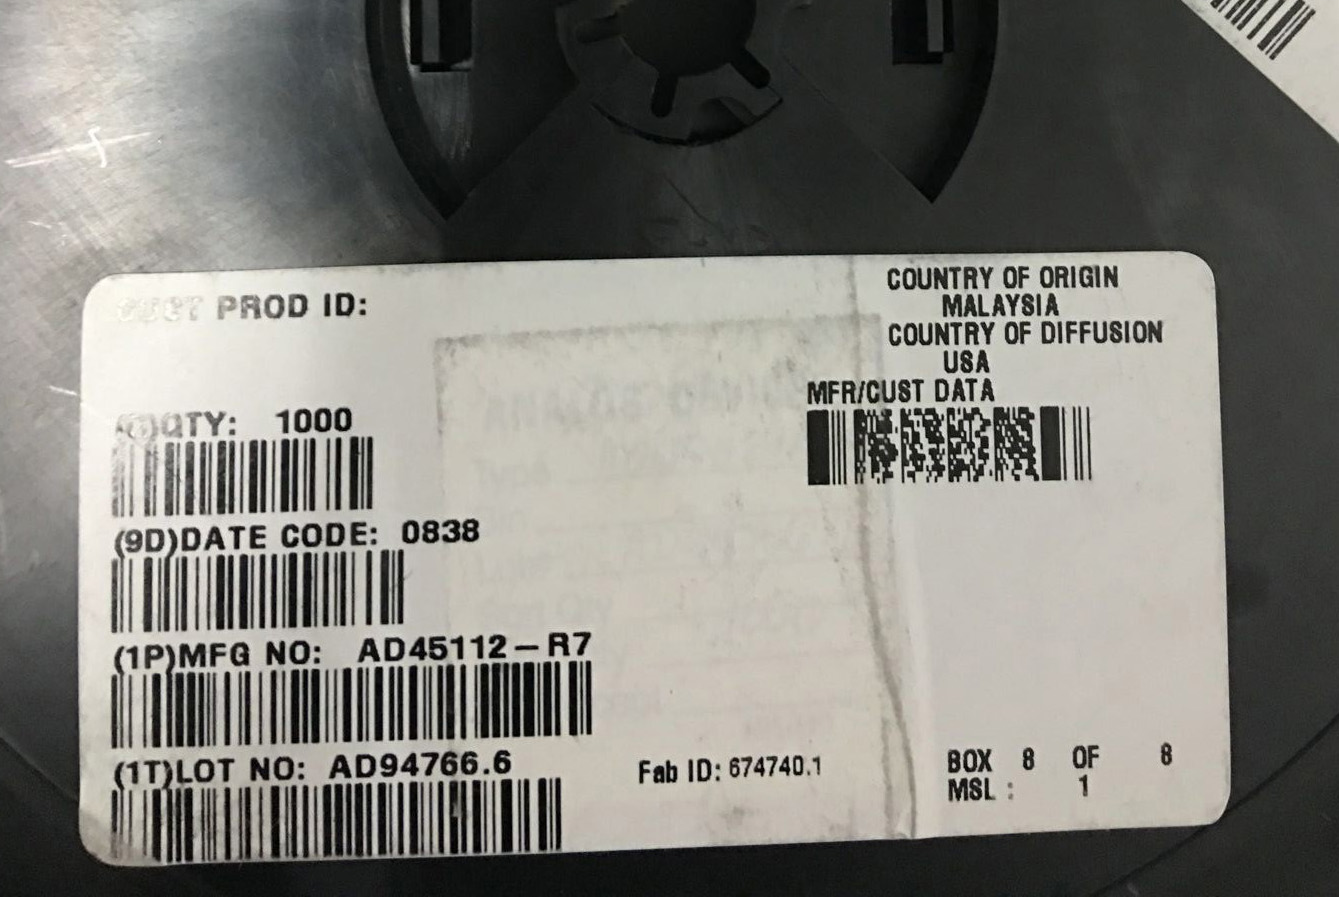 PROD ID:
QTY: 1000
(9D)DATE CODE: 0838
(1P)MFG NO: AD45112-R7
(1T)LOT NO: AD94766.6
Fab ID: 674740.1
COUNTRY OF ORIGIN
MALAYSIA
COUNTRY OF DIFFUSION
USA
MFR/CUST DATA
BOX 8 OF 8
MSL : 1